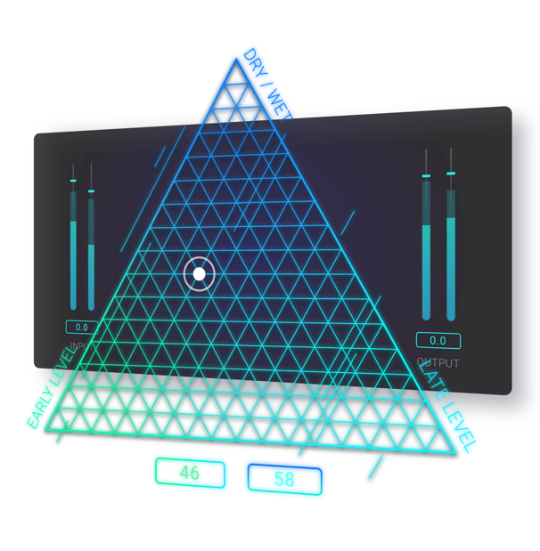 DRY / WET
0.0
INPUT
0.0
OUTPUT
EARLY LEVEL
LATE LEVEL
46
58